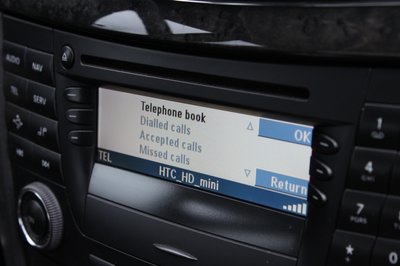 AUDIO
NAV
TEL
SERV
Telephone book
Dialled calls
Accepted calls
Missed calls
OK
Return
TEL
HTC_HD_mini
1
4 GHI
7 PQRS
*